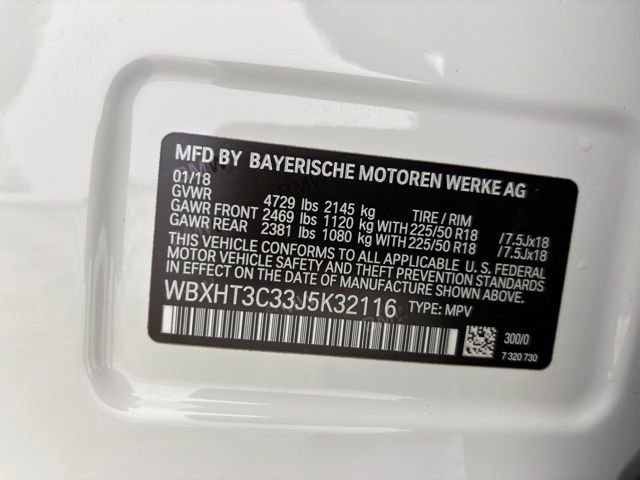 MFD BY BAYERISCHE MOTOREN WERKE AG
01/18
GVWR 4729 lbs 2145 kg TIRE / RIM
GAWR FRONT 2469 lbs 1120 kg WITH 225/50 R18 /7.5Jx18
GAWR REAR 2381 lbs 1080 kg WITH 225/50 R18 /7.5Jx18
THIS VEHICLE CONFORMS TO ALL APPLICABLE U. S. FEDERAL
MOTOR VEHICLE SAFETY AND THEFT PREVENTION STANDARDS
IN EFFECT ON THE DATE OF MANUFACTURE SHOWN ABOVE.
WBXHT3C33J5K32116 TYPE: MPV
300/0
7 320 730